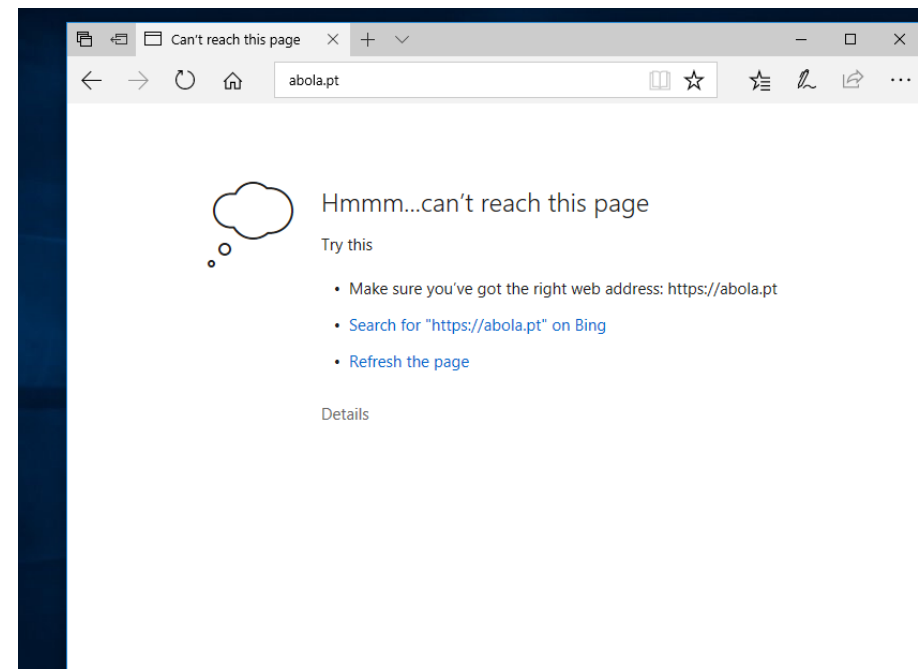 Can't reach this page
abola.pt
Hmmm...can't reach this page
Try this
• Make sure you've got the right web address: https://abola.pt
• Search for "https://abola.pt" on Bing
• Refresh the page
Details